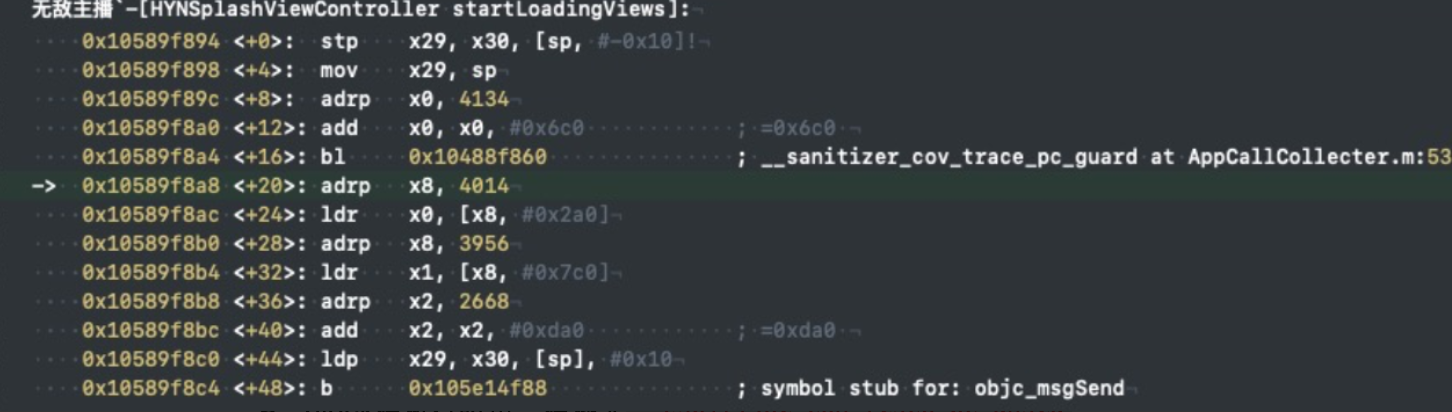 无敌主播`-[HYNSplashViewController startLoadingViews]:
0x10589f894 <+0>: stp x29, x30, [sp, #-0x10]!
0x10589f898 <+4>: mov x29, sp
0x10589f89c <+8>: adrp x0, 4134
0x10589f8a0 <+12>: add x0, x0, #0x6c0 ; =0x6c0
0x10589f8a4 <+16>: bl 0x10488f860 ; __sanitizer_cov_trace_pc_guard at AppCallCollecter.m:53
-> 0x10589f8a8 <+20>: adrp x8, 4014
0x10589f8ac <+24>: ldr x0, [x8, #0x2a0]
0x10589f8b0 <+28>: adrp x8, 3956
0x10589f8b4 <+32>: ldr x1, [x8, #0x7c0]
0x10589f8b8 <+36>: adrp x2, 2668
0x10589f8bc <+40>: add x2, x2, #0xda0 ; =0xda0
0x10589f8c0 <+44>: ldp x29, x30, [sp], #0x10
0x10589f8c4 <+48>: b 0x105e14f88 ; symbol stub for: objc_msgSend